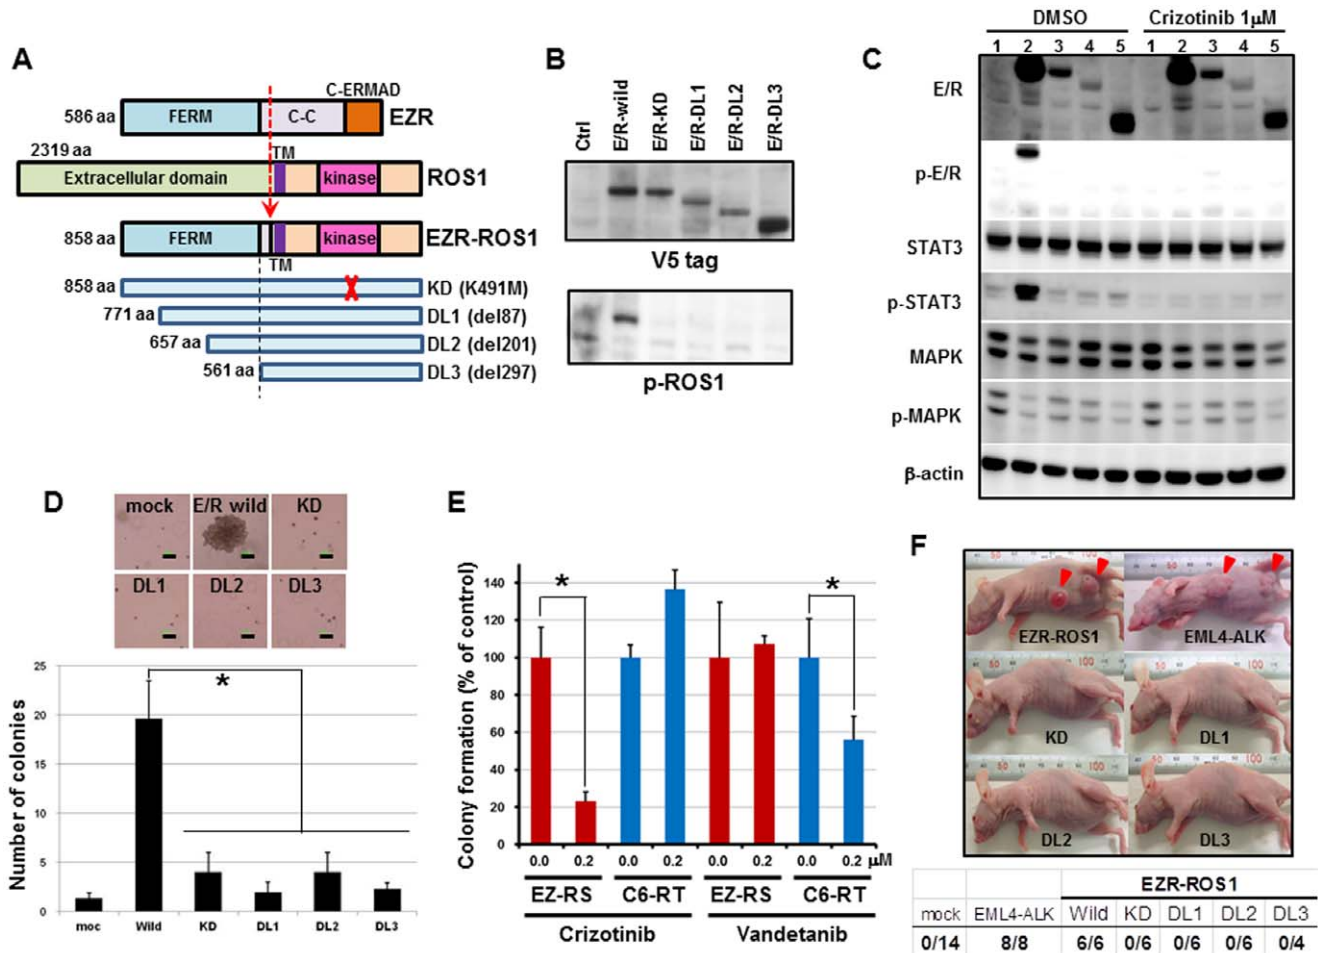 A
C-ERMAD
586 aa FERM C-C EZR
2319 aa TM
Extracellular domain kinase ROS1
858 aa FERM kinase EZR-ROS1
TM
858 aa KD (K491M)
771 aa DL1 (del87)
657 aa DL2 (del201)
561 aa DL3 (del297)
B
Ctrl E/R-wild E/R-KD E/R-DL1 E/R-DL2 E/R-DL3
V5 tag
p-ROS1
C
DMSO Crizotinib 1μM
1 2 3 4 5 1 2 3 4 5
E/R
p-E/R
STAT3
p-STAT3
MAPK
p-MAPK
β-actin
D
mock E/R wild KD
DL1 DL2 DL3
Number of colonies
25
20
15
10
5
0
*
moc Wild KD DL1 DL2 DL3
E
Colony formation (% of control)
140
120
100
80
60
40
20
0
* *
0.0 0.2 0.0 0.2 0.0 0.2 0.0 0.2 μM
EZ-RS C6-RT EZ-RS C6-RT
Crizotinib Vandetanib
F
EZR-ROS1 EML4-ALK
KD DL1
DL2 DL3
EZR-ROS1
mock EML4-ALK Wild KD DL1 DL2 DL3
0/14 8/8 6/6 0/6 0/6 0/6 0/4